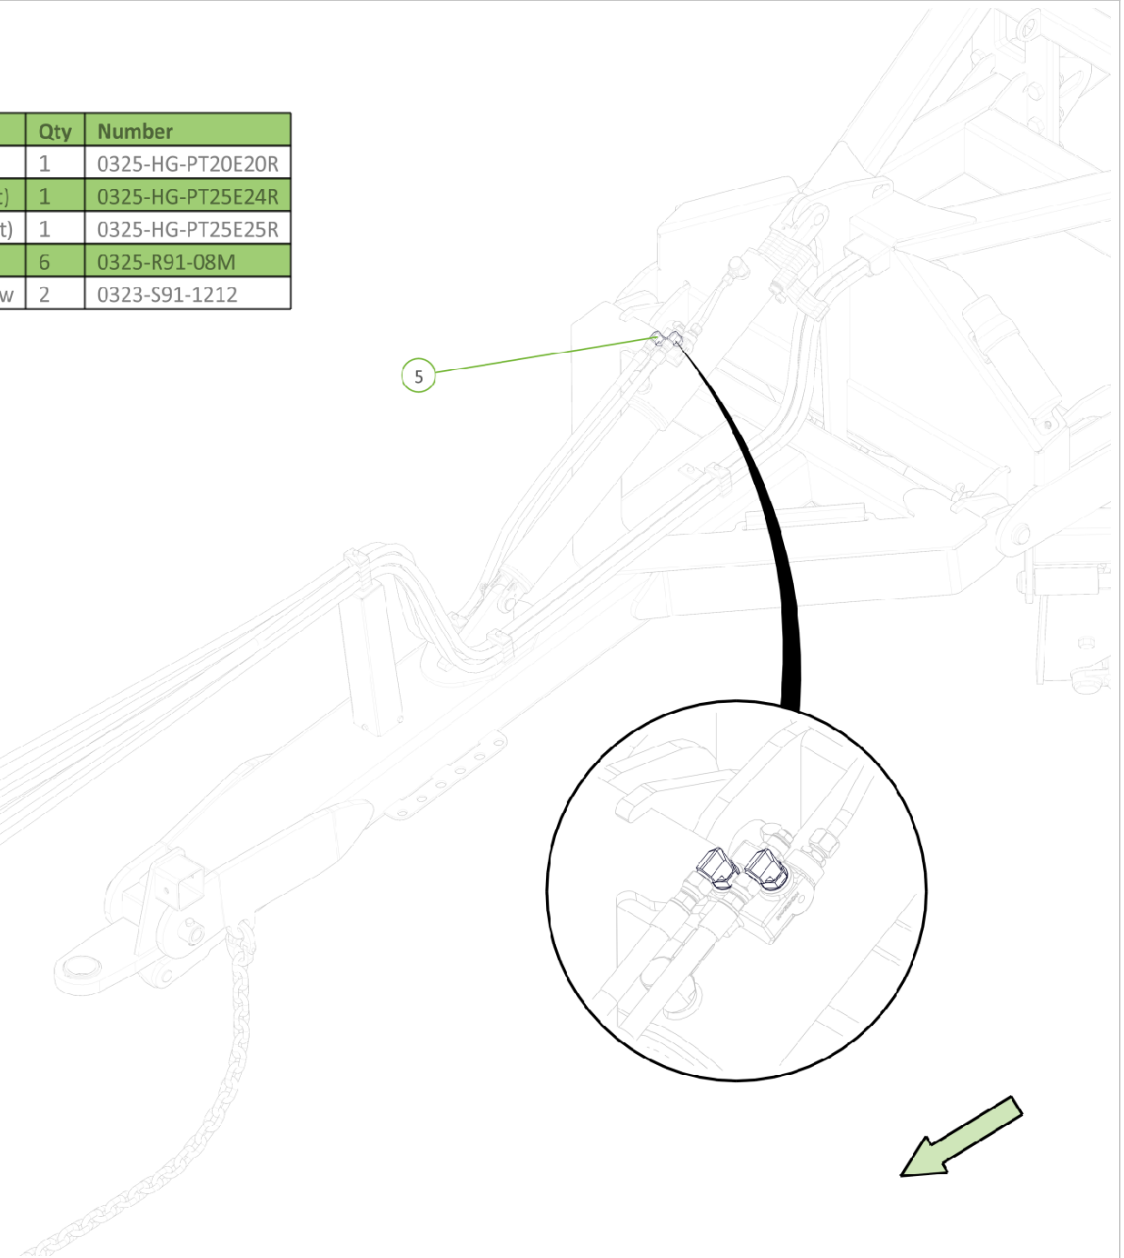 Qty Number
1 0325-HG-PT20E20R
t) 1 0325-HG-PT25E24R
t) 1 0325-HG-PT25E25R
6 0325-R91-08M
w 2 0323-S91-1212
5